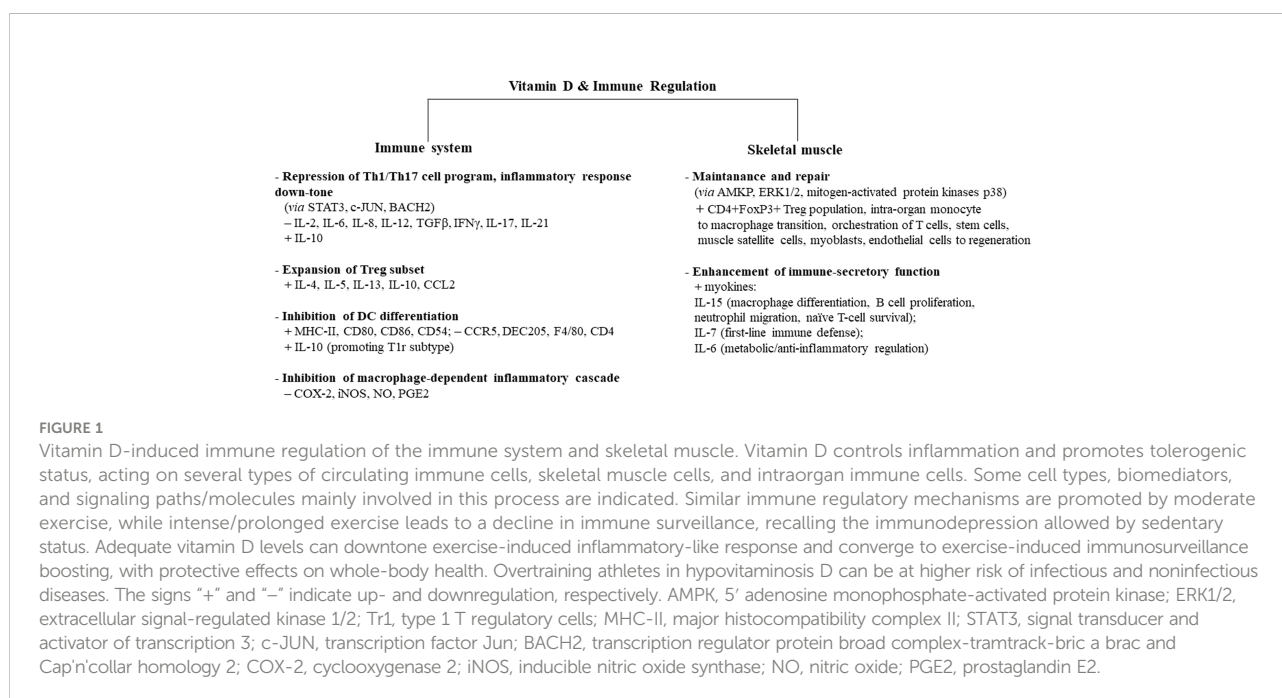 Vitamin D & Immune Regulation
Immune system
- Repression of Th1/Th17 cell program, inflammatory response
down-tone
(via STAT3, c-JUN, BACH2)
– IL-2, IL-6, IL-8, IL-12, TGFβ, IFNγ, IL-17, IL-21
+ IL-10
- Expansion of Treg subset
+ IL-4, IL-5, IL-13, IL-10, CCL2
- Inhibition of DC differentiation
+ MHC-II, CD80, CD86, CD54; – CCR5, DEC205, F4/80, CD4
+ IL-10 (promoting T1r subtype)
- Inhibition of macrophage-dependent inflammatory cascade
– COX-2, iNOS, NO, PGE2
Skeletal muscle
- Maintanance and repair
(via AMKP, ERK1/2, mitogen-activated protein kinases p38)
+ CD4+FoxP3+ Treg population, intra-organ monocyte
to macrophage transition, orchestration of T cells, stem cells,
muscle satellite cells, myoblasts, endothelial cells to regeneration
- Enhancement of immune-secretory function
+ myokines:
IL-15 (macrophage differentiation, B cell proliferation,
neutrophil migration, naïve T-cell survival);
IL-7 (first-line immune defense);
IL-6 (metabolic/anti-inflammatory regulation)
FIGURE 1
Vitamin D-induced immune regulation of the immune system and skeletal muscle. Vitamin D controls inflammation and promotes tolerogenic
status, acting on several types of circulating immune cells, skeletal muscle cells, and intraorgan immune cells. Some cell types, biomediators,
and signaling paths/molecules mainly involved in this process are indicated. Similar immune regulatory mechanisms are promoted by moderate
exercise, while intense/prolonged exercise leads to a decline in immune surveillance, recalling the immunodepression allowed by sedentary
status. Adequate vitamin D levels can downtone exercise-induced inflammatory-like response and converge to exercise-induced immunosurveillance
boosting, with protective effects on whole-body health. Overtraining athletes in hypovitaminosis D can be at higher risk of infectious and noninfectious
diseases. The signs "+" and "–" indicate up- and downregulation, respectively. AMPK, 5′ adenosine monophosphate-activated protein kinase; ERK1/2,
extracellular signal-regulated kinase 1/2; Tr1, type 1 T regulatory cells; MHC-II, major histocompatibility complex II; STAT3, signal transducer and
activator of transcription 3; c-JUN, transcription factor Jun; BACH2, transcription regulator protein broad complex-tramtrack-bric a brac and
Cap'n'collar homology 2; COX-2, cyclooxygenase 2; iNOS, inducible nitric oxide synthase; NO, nitric oxide; PGE2, prostaglandin E2.